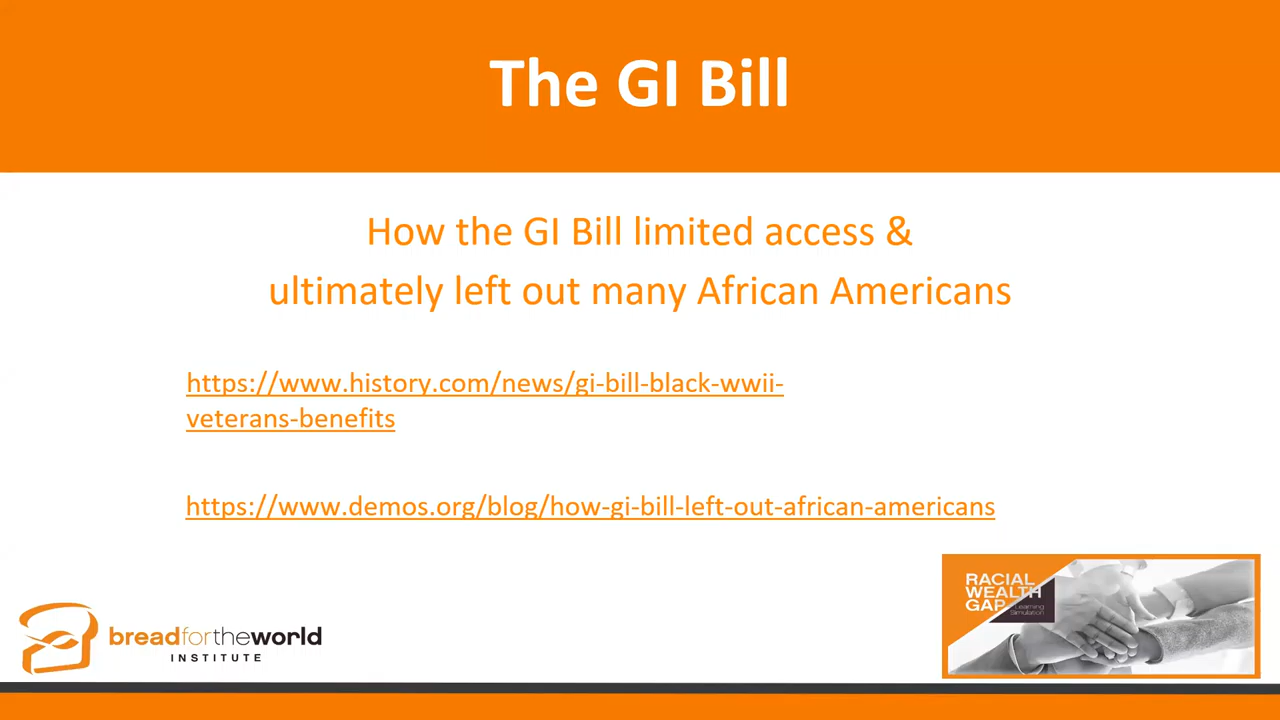 The GI Bill
How the GI Bill limited access &
ultimately left out many African Americans
https://www.history.com/news/gi-bill-black-wwii-
veterans-benefits
https://www.demos.org/blog/how-gi-bill-left-out-african-americans
RACIAL
WEALTH
GAP
Learning
Simulation
breadfortheworld
INSTITUTE